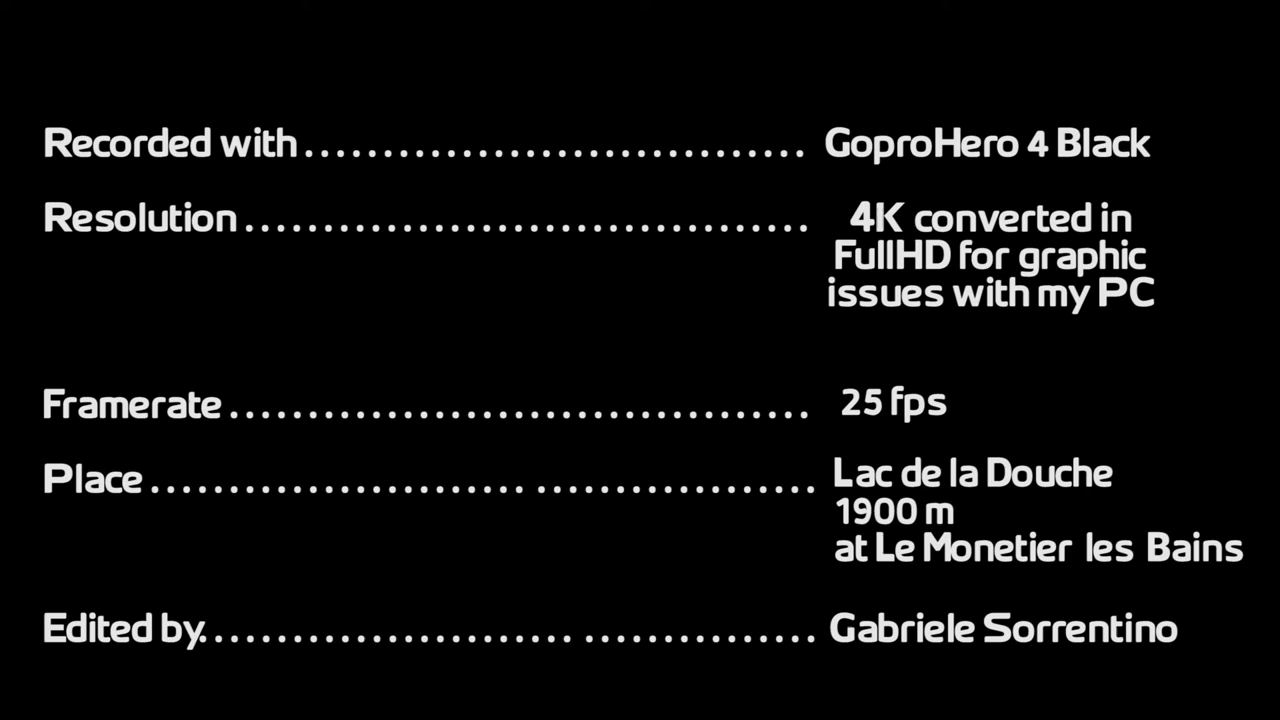 Recorded with ................................ GoproHero 4 Black
Resolution .................................... 4K converted in
FullHD for graphic
issues with my PC
Framerate ..................................... 25 fps
Place ........................ .................. Lac de la Douche
1900 m
at Le Monetier les Bains
Edited by........................ ............... Gabriele Sorrentino